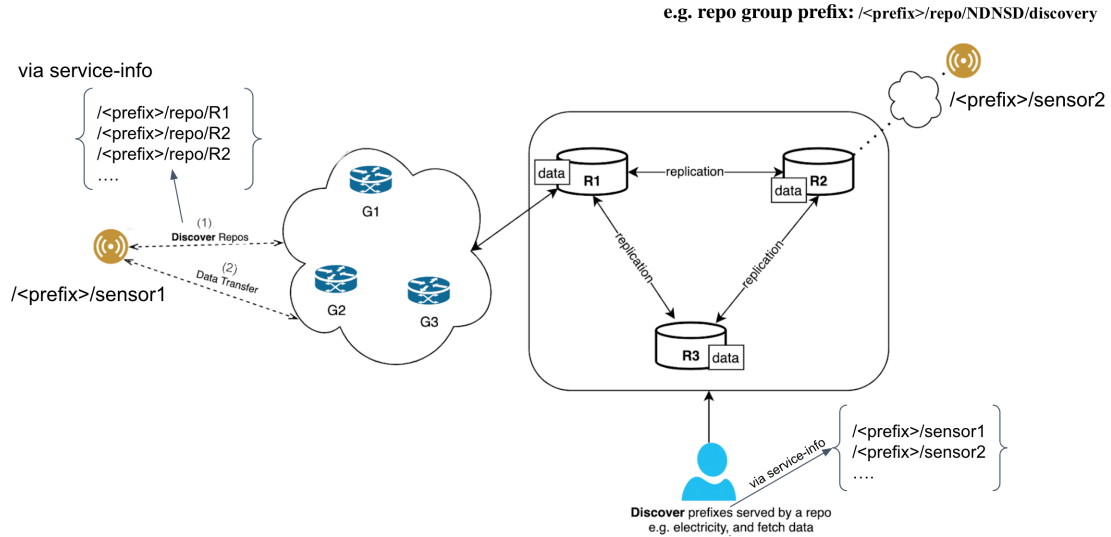 e.g. repo group prefix: /<prefix>/repo/NDNSD/discovery
via service-info
/<prefix>/repo/R1
/<prefix>/repo/R2
/<prefix>/repo/R2
....
/<prefix>/sensor2
G1
data
R1
replication
R2
data
(1)
Discover Repos
(2)
Data Transfer
/<prefix>/sensor1
G2
G3
replication
replication
R3
data
/<prefix>/sensor1
/<prefix>/sensor2
....
via service-info
Discover prefixes served by a repo
e.g. electricity, and fetch data